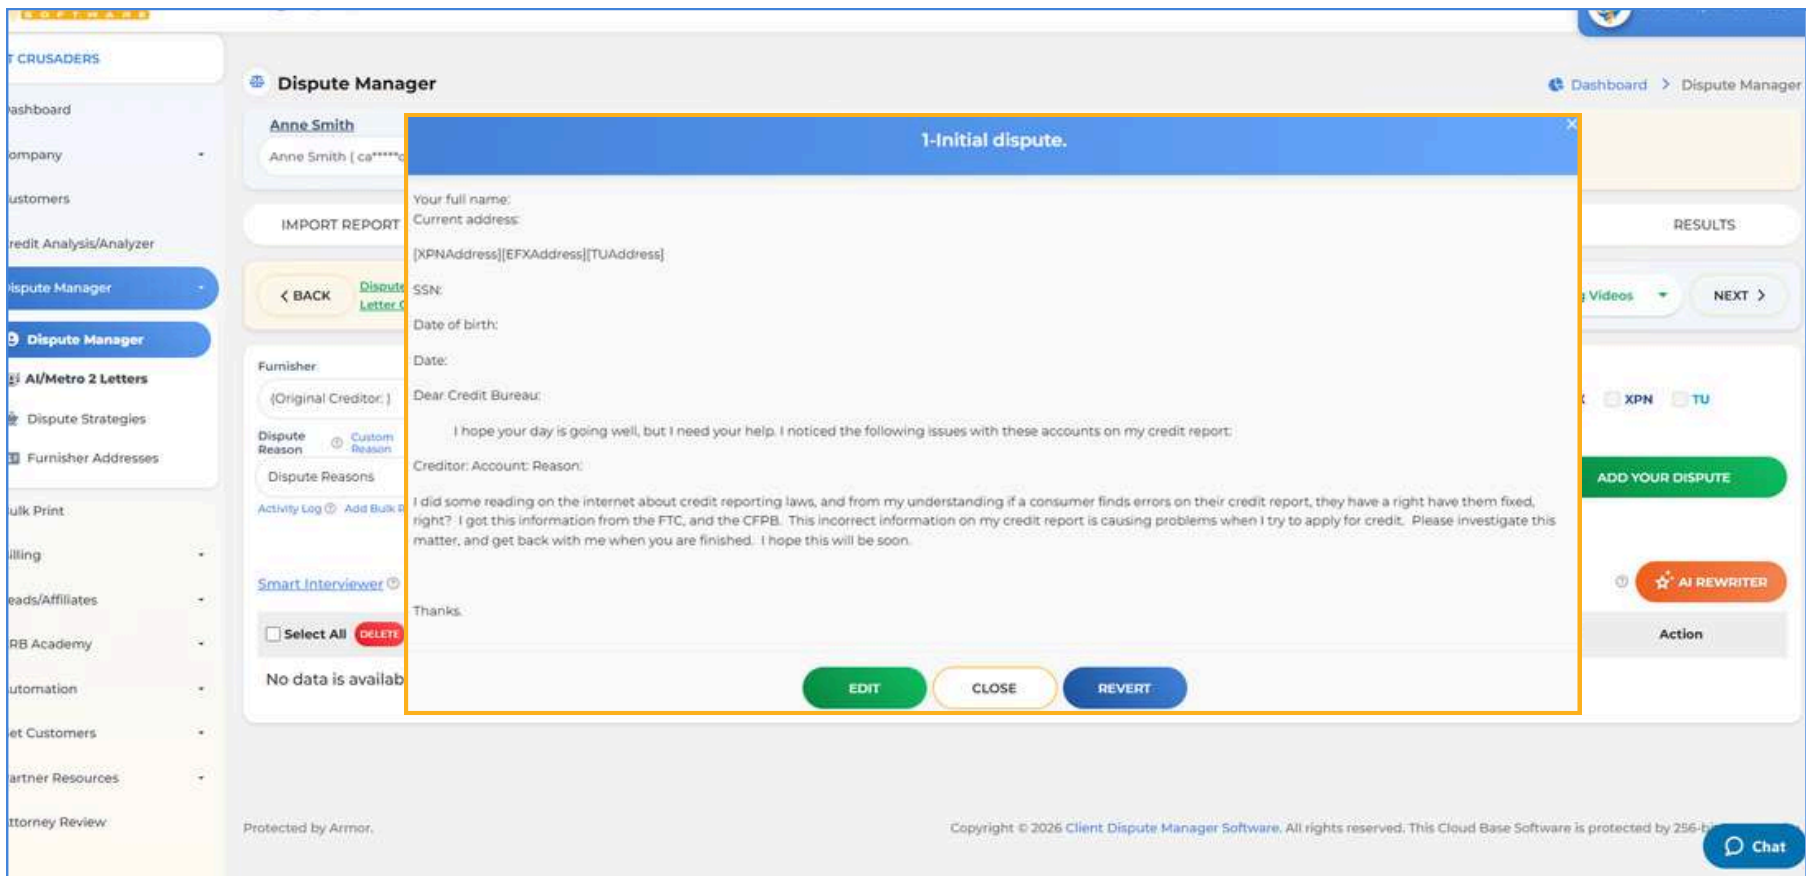 SOFTWARE
T CRUSADERS
Dispute Manager
Dashboard > Dispute Manager
ashboard
ompany
ustomers
redit Analysis/Analyzer
ispute Manager
Dispute Manager
AI/Metro 2 Letters
Dispute Strategies
Furnisher Addresses
ulk Print
illing
eads/Affiliates
RB Academy
utomation
et Customers
artner Resources
ttorney Review
Anne Smith
Anne Smith ( ca*****c
IMPORT REPORT
RESULTS
< BACK
Dispute
Letter C
g Videos
NEXT >
Furnisher
(Original Creditor: )
XPN
TU
Dispute
Reason
Custom
Reason
Dispute Reasons
ADD YOUR DISPUTE
Activity Log
Add Bulk R
Smart Interviewer
AI REWRITER
Select All
DELETE
Action
No data is availab
1-Initial dispute.
×
Your full name:
Current address:
[XPNAddress][EFXAddress][TUAddress]
SSN:
Date of birth:
Date:
Dear Credit Bureau:
I hope your day is going well, but I need your help. I noticed the following issues with these accounts on my credit report:
Creditor: Account: Reason:
I did some reading on the internet about credit reporting laws, and from my understanding if a consumer finds errors on their credit report, they have a right have them fixed,
right? I got this information from the FTC, and the CFPB. This incorrect information on my credit report is causing problems when I try to apply for credit. Please investigate this
matter, and get back with me when you are finished. I hope this will be soon.
Thanks.
EDIT
CLOSE
REVERT
Protected by Armor.
Copyright © 2026 Client Dispute Manager Software. All rights reserved. This Cloud Base Software is protected by 256-b
Chat